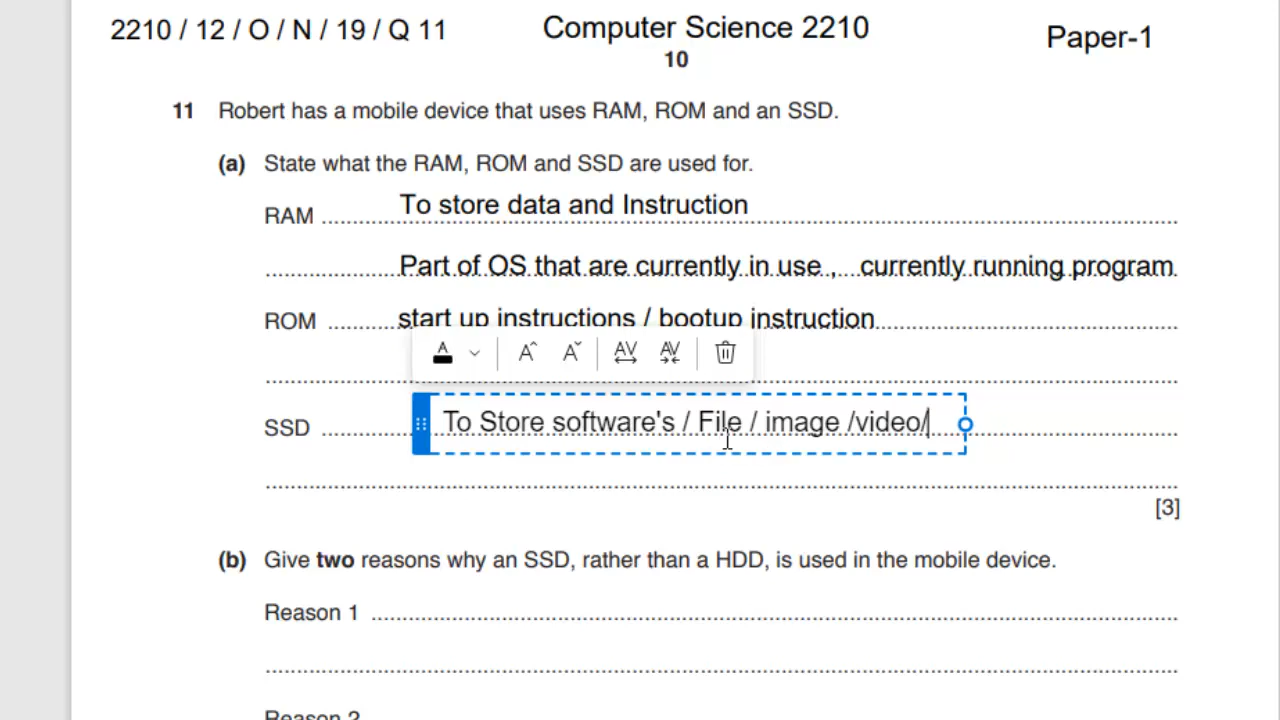 2210 / 12 / O / N / 19 / Q 11 Computer Science 2210 Paper-1
10
11 Robert has a mobile device that uses RAM, ROM and an SSD.
(a) State what the RAM, ROM and SSD are used for.
RAM To store data and Instruction
Part of OS that are currently in use , currently running program
ROM start up instructions / bootup instruction
SSD To Store software's / File / image /video/
[3]
(b) Give two reasons why an SSD, rather than a HDD, is used in the mobile device.
Reason 1
Reason 2